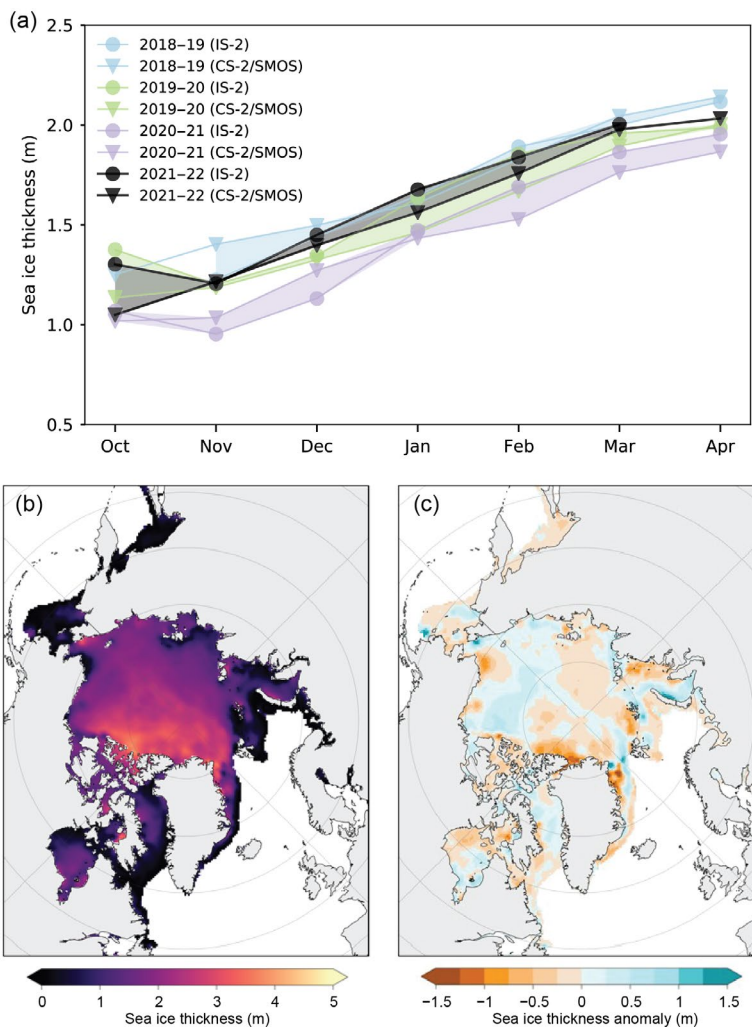 (a)
2.5
2.0
1.5
1.0
0.5
Sea ice thickness (m)
2018–19 (IS-2)
2018–19 (CS-2/SMOS)
2019–20 (IS-2)
2019–20 (CS-2/SMOS)
2020–21 (IS-2)
2020–21 (CS-2/SMOS)
2021–22 (IS-2)
2021–22 (CS-2/SMOS)
Oct Nov Dec Jan Feb Mar Apr
(b)
(c)
0 1 2 3 4 5
Sea ice thickness (m)
−1.5 −1 −0.5 0 0.5 1 1.5
Sea ice thickness anomaly (m)